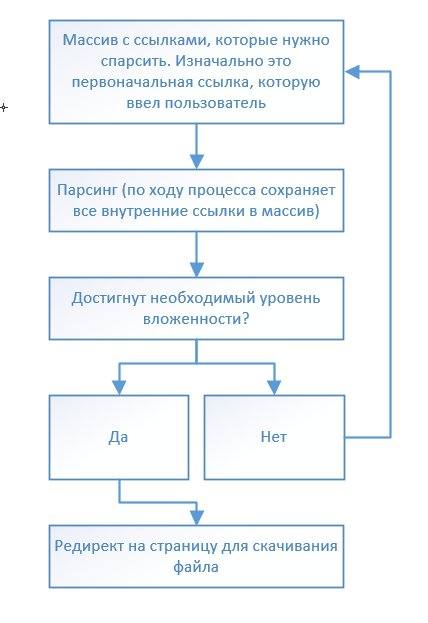 Массив с ссылками, которые нужно
спарсить. Изначально это
первоначальная ссылка, которую
ввел пользователь
Парсинг (по ходу процесса сохраняет
все внутренние ссылки в массив)
Достигнут необходимый уровень
вложенности?
Да
Нет
Редирект на страницу для скачивания
файла